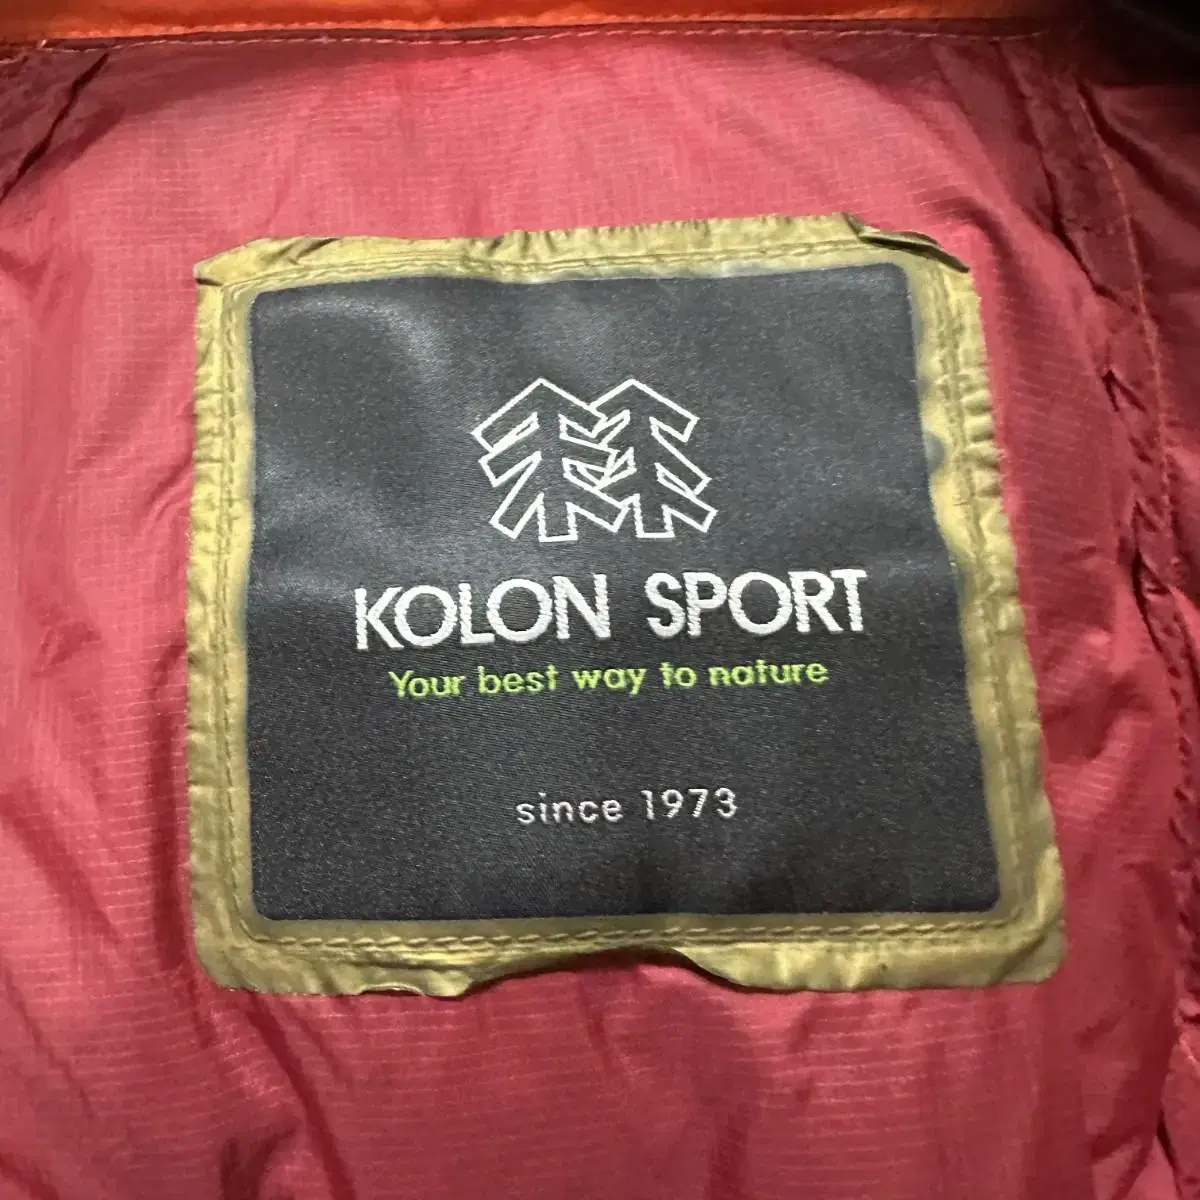 KOLON SPORT
Your best way to nature
since 1973